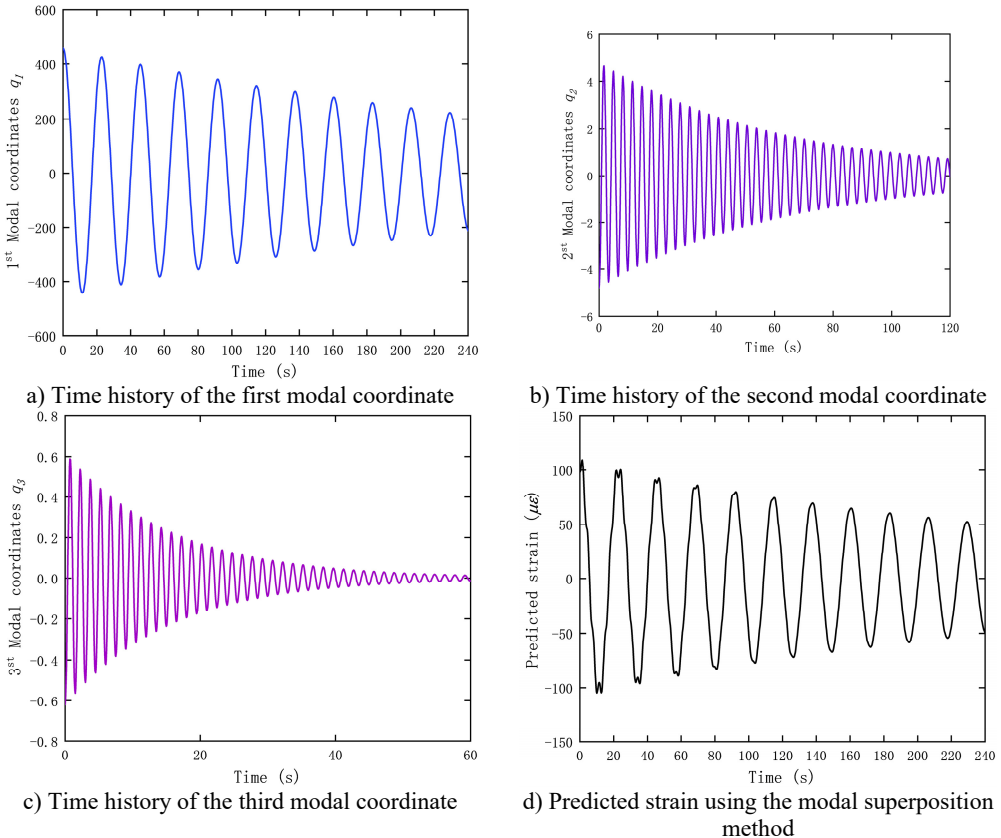 600
400
200
0
−200
−400
−600
1st Modal coordinates q1
0 20 40 60 80 100 120 140 160 180 200 220 240
Time (s)
a) Time history of the first modal coordinate
6
4
2
0
−2
−4
−6
2st Modal coordinates q2
0 20 40 60 80 100 120
Time (s)
b) Time history of the second modal coordinate
0.8
0.6
0.4
0.2
0.0
−0.2
−0.4
−0.6
−0.8
3st Modal coordinates q3
0 20 40 60
Time (s)
c) Time history of the third modal coordinate
150
100
50
0
−50
−100
−150
Predicted strain (με)
0 20 40 60 80 100 120 140 160 180 200 220 240
Time (s)
d) Predicted strain using the modal superposition
method